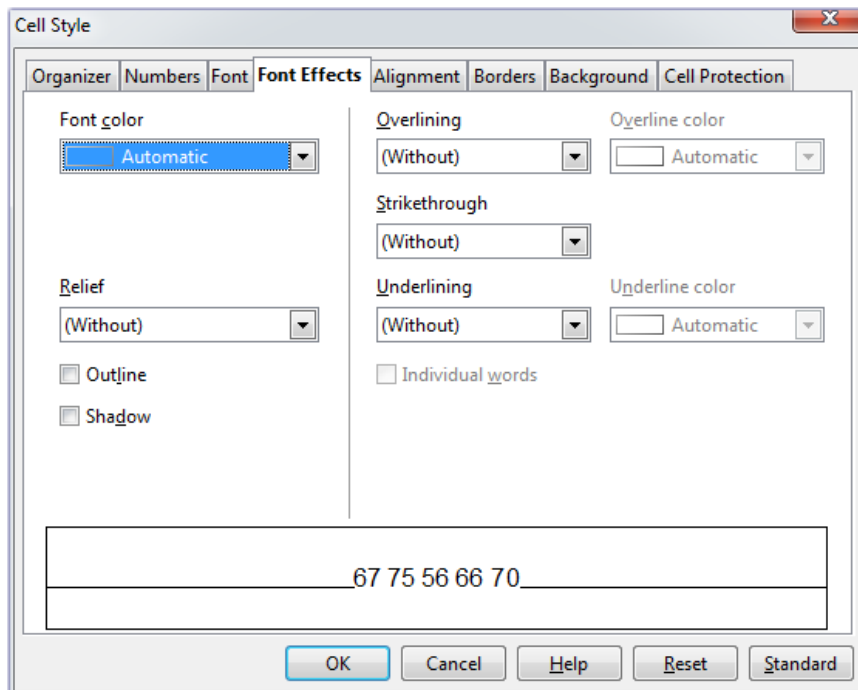 Cell Style
Organizer Numbers Font Font Effects Alignment Borders Background Cell Protection
Font color
Automatic
Relief
(Without)
Outline
Shadow
Overlining Overline color
(Without) Automatic
Strikethrough
(Without)
Underlining Underline color
(Without) Automatic
Individual words
67 75 56 66 70
OK Cancel Help Reset Standard